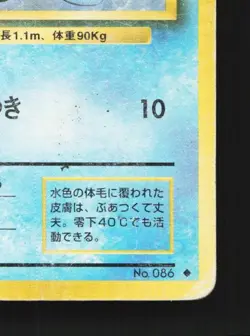 長1.1m、体重90Kg
き 10
水色の体毛に覆われた
皮膚は、ぶあつくて丈
夫。零下40℃でも活
動できる。
No. 086 ◆